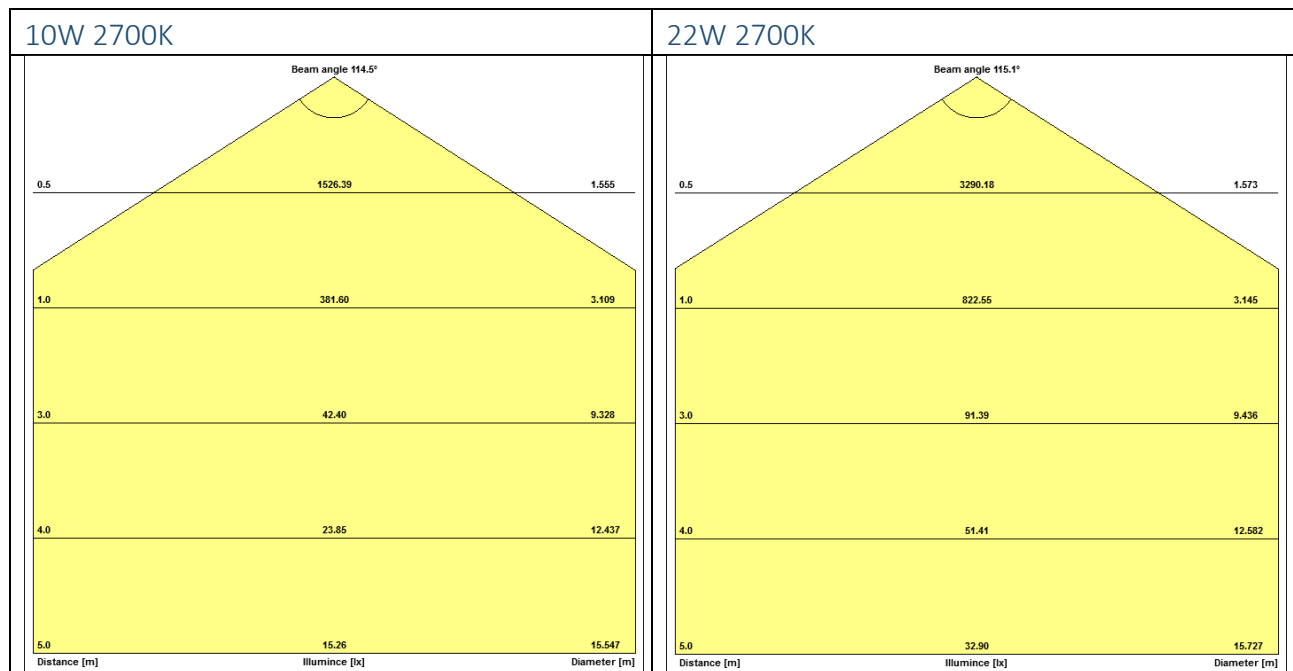 10W 2700K
Beam angle 114.5°
0.5 1526.39 1.555
1.0 381.60 3.109
3.0 42.40 9.328
4.0 23.85 12.437
5.0 15.26 15.547
Distance [m] Illumince [lx] Diameter [m]
22W 2700K
Beam angle 115.1°
0.5 3290.18 1.573
1.0 822.55 3.145
3.0 91.39 9.436
4.0 51.41 12.582
5.0 32.90 15.727
Distance [m] Illumince [lx] Diameter [m]